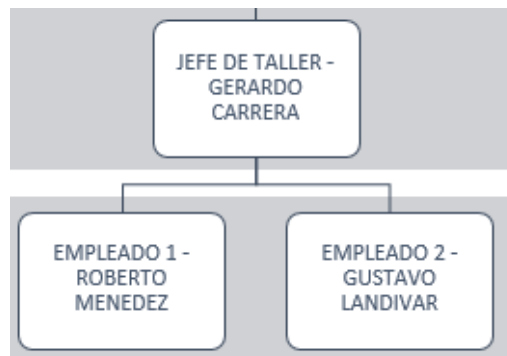 JEFE DE TALLER -
GERARDO
CARRERA
EMPLEADO 1 -
ROBERTO
MENEDEZ
EMPLEADO 2 -
GUSTAVO
LANDIVAR